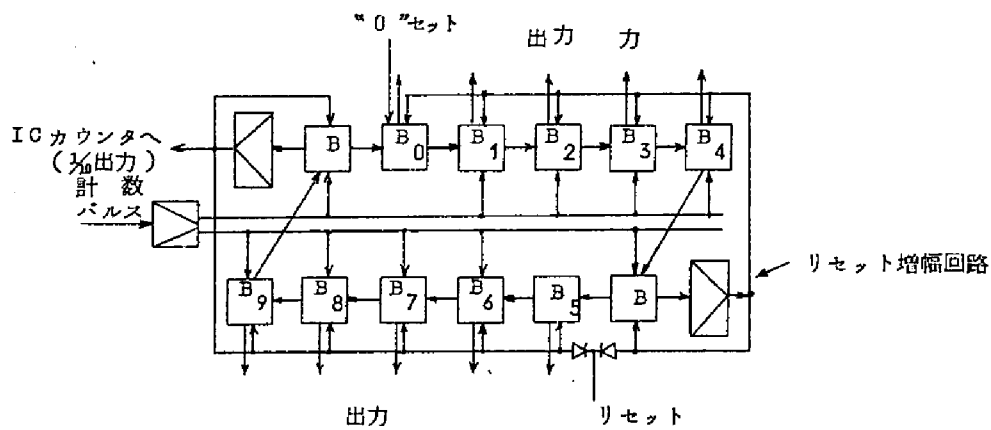 "0"セット
出力 力
ICカウンタへ
(1/10出力)
計数
パルス
B
B0
B1
B2
B3
B4
リセット増幅回路
B9
B8
B7
B6
B5
B
出力
リセット